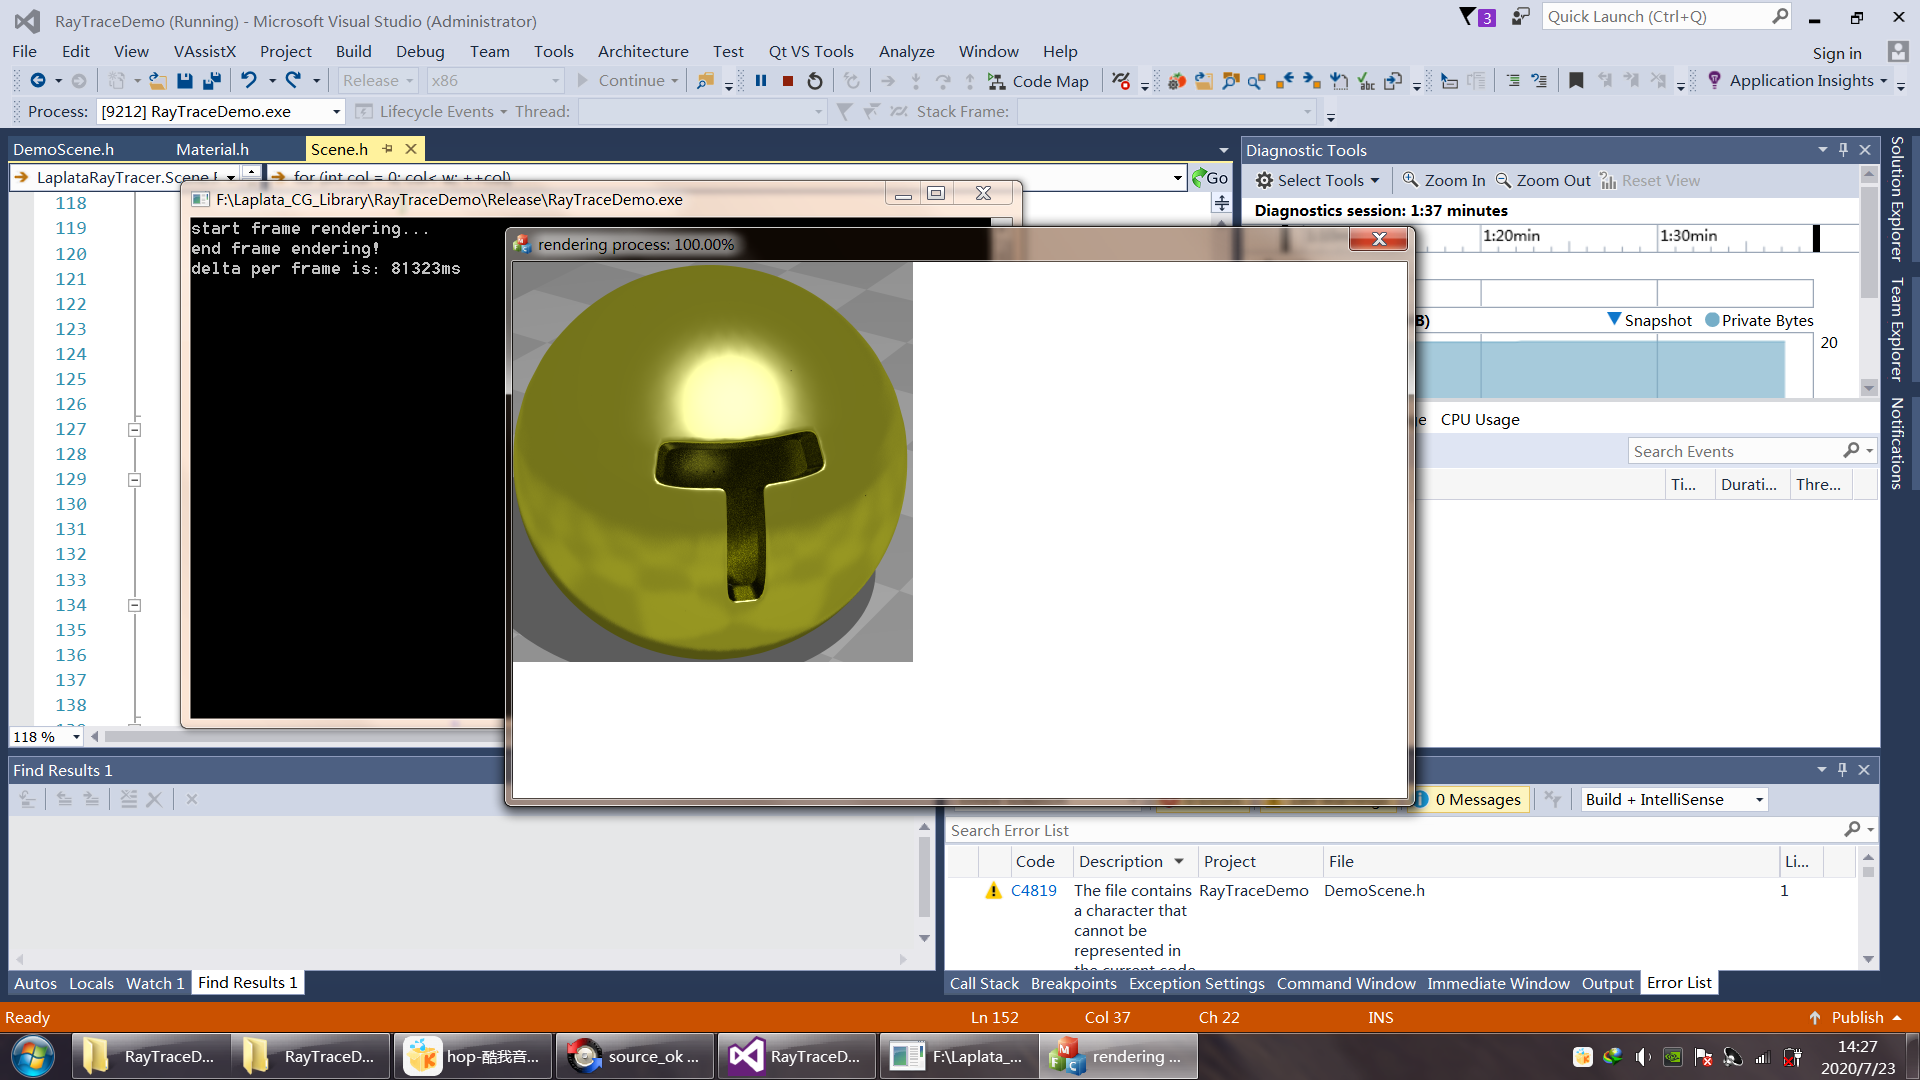 RayTraceDemo (Running) - Microsoft Visual Studio (Administrator)
3
Quick Launch (Ctrl+Q)
File Edit View VAssistX Project Build Debug Team Tools Architecture Test Qt VS Tools Analyze Window Help
Sign in
Release x86 Continue Code Map Application Insights
Process: [9212] RayTraceDemo.exe Lifecycle Events Thread: Stack Frame:
DemoScene.h Material.h Scene.h
LaplataRayTracer.Scene.F for (int col = 0; col< w; ++col) Go
118
119
120
121
122
123
124
125
126
127
128
129
130
131
132
133
134
135
136
137
138
118 %
F:\Laplata_CG_Library\RayTraceDemo\Release\RayTraceDemo.exe
start frame rendering...
end frame endering!
delta per frame is: 81323ms
rendering process: 100.00%
Diagnostic Tools
Select Tools Zoom In Zoom Out Reset View
Diagnostics session: 1:37 minutes
1:20min 1:30min
Snapshot Private Bytes
20
CPU Usage
Search Events
Ti... Durati... Thre...
Solution Explorer
Team Explorer
Notifications
Find Results 1
0 Messages Build + IntelliSense
Search Error List
Code Description Project File Li...
C4819 The file contains a character that cannot be represented in the current code RayTraceDemo DemoScene.h 1
Autos Locals Watch 1 Find Results 1
Call Stack Breakpoints Exception Settings Command Window Immediate Window Output Error List
Ready Ln 152 Col 37 Ch 22 INS Publish
RayTraceD... RayTraceD... hop-酷我音... source_ok ... RayTraceD... F:\Laplata_... rendering ...
14:27
2020/7/23